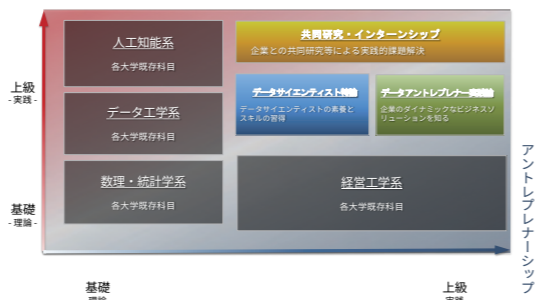 人工知能系
各大学既存科目
共同研究・インターンシップ
企業との共同研究等による実践的課題解決
上級
- 実践 -
データ工学系
各大学既存科目
データサイエンティスト特論
データサイエンティストの素養と
スキルの習得
データアントレプレナー実践論
企業のダイナミックなビジネスソ
リューションを知る
数理・統計学系
各大学既存科目
経営工学系
各大学既存科目
基礎
- 理論 -
アントレプレナーシップ
基礎
上級